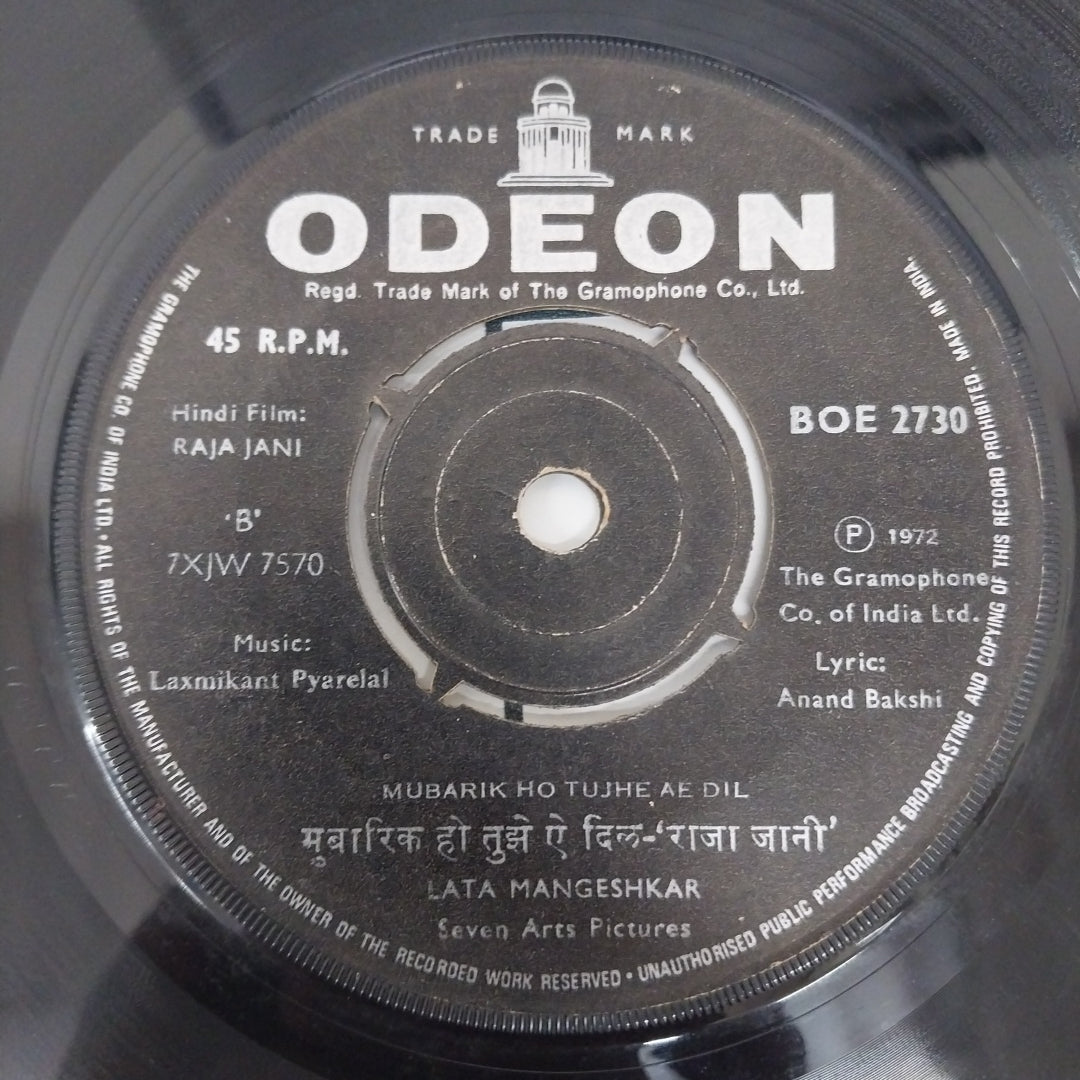 TRADE MARK
ODEON
Regd. Trade Mark of The Gramophone Co., Ltd.
45 R.P.M.
Hindi Film:
RAJA JANI
BOE 2730
'B'
7XJW 7570
℗ 1972
The Gramophone
Co. of India Ltd.
Music:
Laxmikant Pyarelal
Lyric:
Anand Bakshi
MUBARIK HO TUJHE AE DIL
मुबारिक हो तुझे ऐ दिल-'राजा जानी'
LATA MANGESHKAR
Seven Arts Pictures
THE GRAMOPHONE CO. OF INDIA LTD. • ALL RIGHTS OF THE MANUFACTURER AND OF THE OWNER OF THE RECORDED WORK RESERVED • UNAUTHORISED PUBLIC PERFORMANCE BROADCASTING AND COPYING OF THIS RECORD PROHIBITED. MADE IN INDIA.